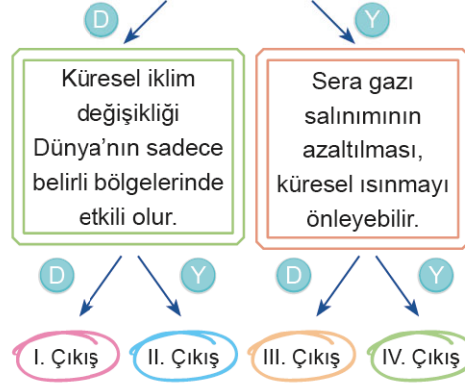 D
Y
Küresel iklim
değişikliği
Dünya'nın sadece
belirli bölgelerinde
etkili olur.
Sera gazı
salınımının
azaltılması,
küresel ısınmayı
önleyebilir.
D
Y
D
Y
I. Çıkış
II. Çıkış
III. Çıkış
IV. Çıkış